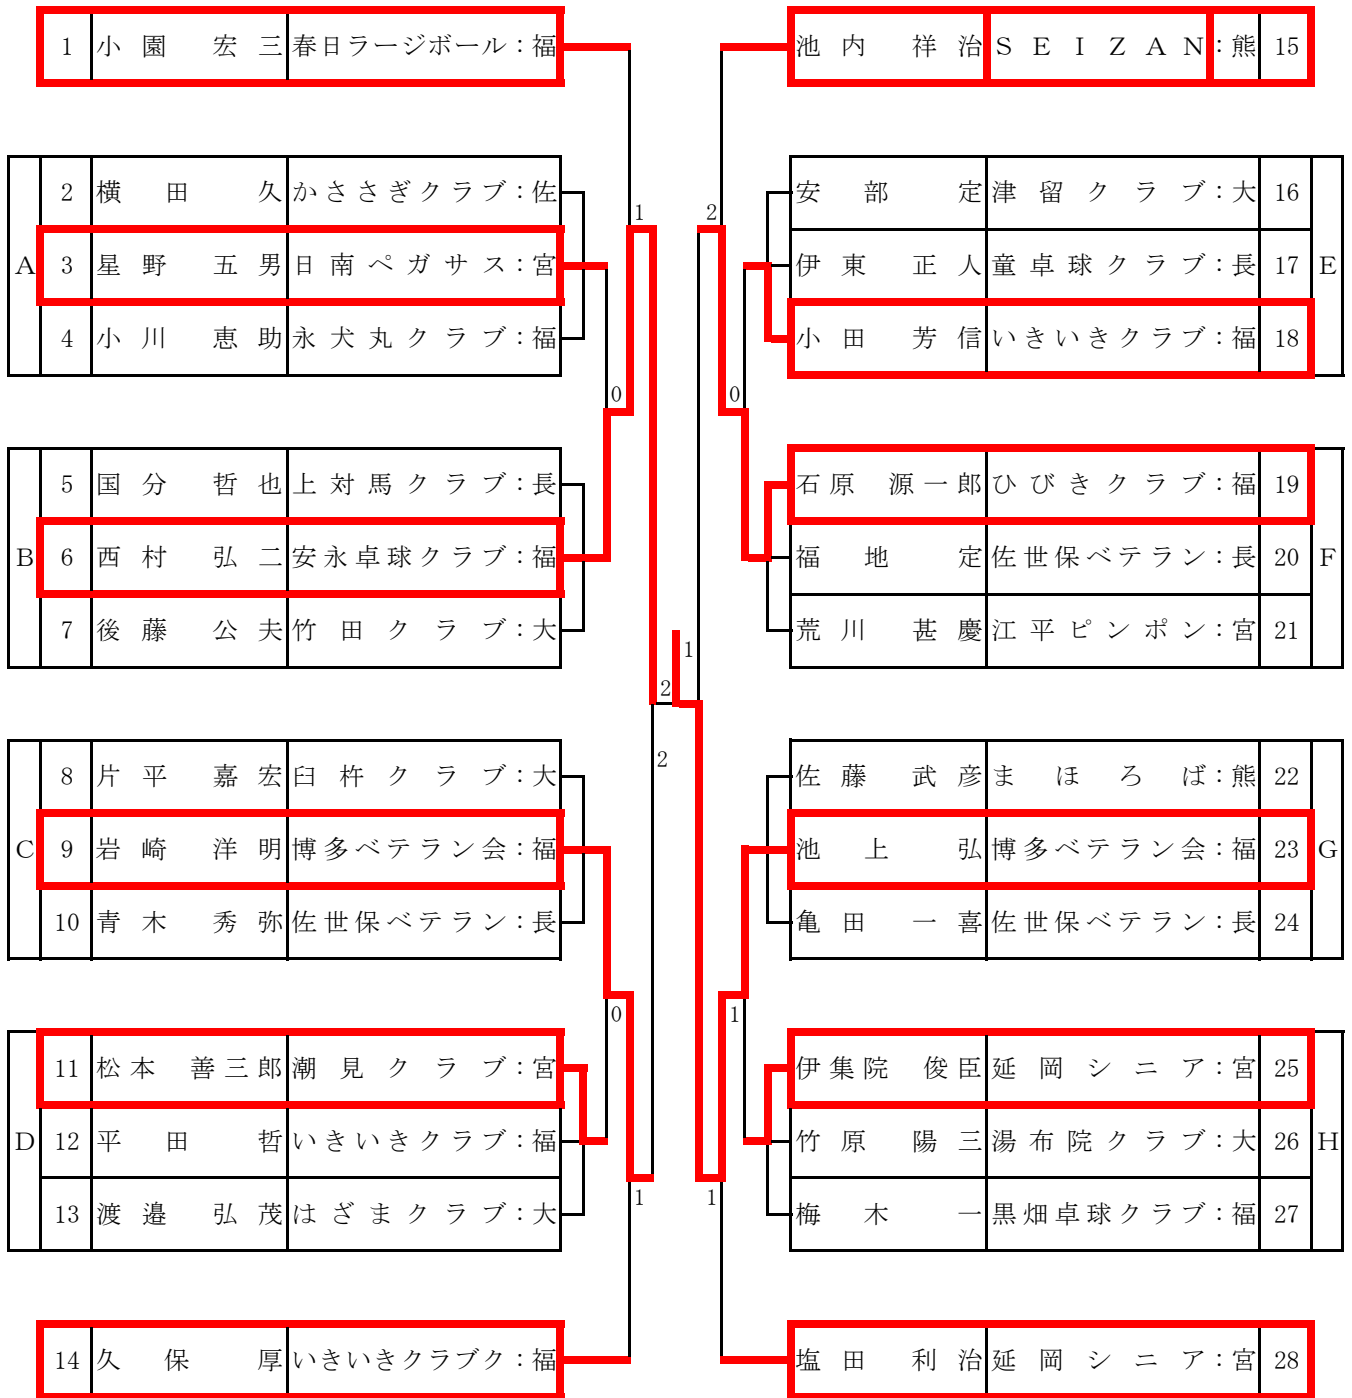 1 小園 宏三 春日ラージボール：福
池内 祥治 SEIZAN：熊 15
2 横田 久 かささぎクラブ：佐
安部 定 津留クラブ：大 16
1
2
A 3 星野 五男 日南ペガサス：宮
伊東 正人 童卓球クラブ：長 17 E
4 小川 恵助 永犬丸クラブ：福
小田 芳信 いきいきクラブ：福 18
0
0
5 国分 哲也 上対馬クラブ：長
石原 源一郎 ひびきクラブ：福 19
B 6 西村 弘二 安永卓球クラブ：福
福地 定 佐世保ベテラン：長 20 F
7 後藤 公夫 竹田クラブ：大
荒川 甚慶 江平ピンポン：宮 21
1
2
2
8 片平 嘉宏 臼杵クラブ：大
佐藤 武彦 まほろば：熊 22
C 9 岩崎 洋明 博多ベテラン会：福
池上 弘 博多ベテラン会：福 23 G
10 青木 秀弥 佐世保ベテラン：長
亀田 一喜 佐世保ベテラン：長 24
0
1
11 松本 善三郎 潮見クラブ：宮
伊集院 俊臣 延岡シニア：宮 25
D 12 平田 哲 いきいきクラブ：福
竹原 陽三 湯布院クラブ：大 26 H
13 渡邉 弘茂 はざまクラブ：大
梅木 一 黒畑卓球クラブ：福 27
1
1
14 久保 厚 いきいきクラブク：福
塩田 利治 延岡シニア：宮 28